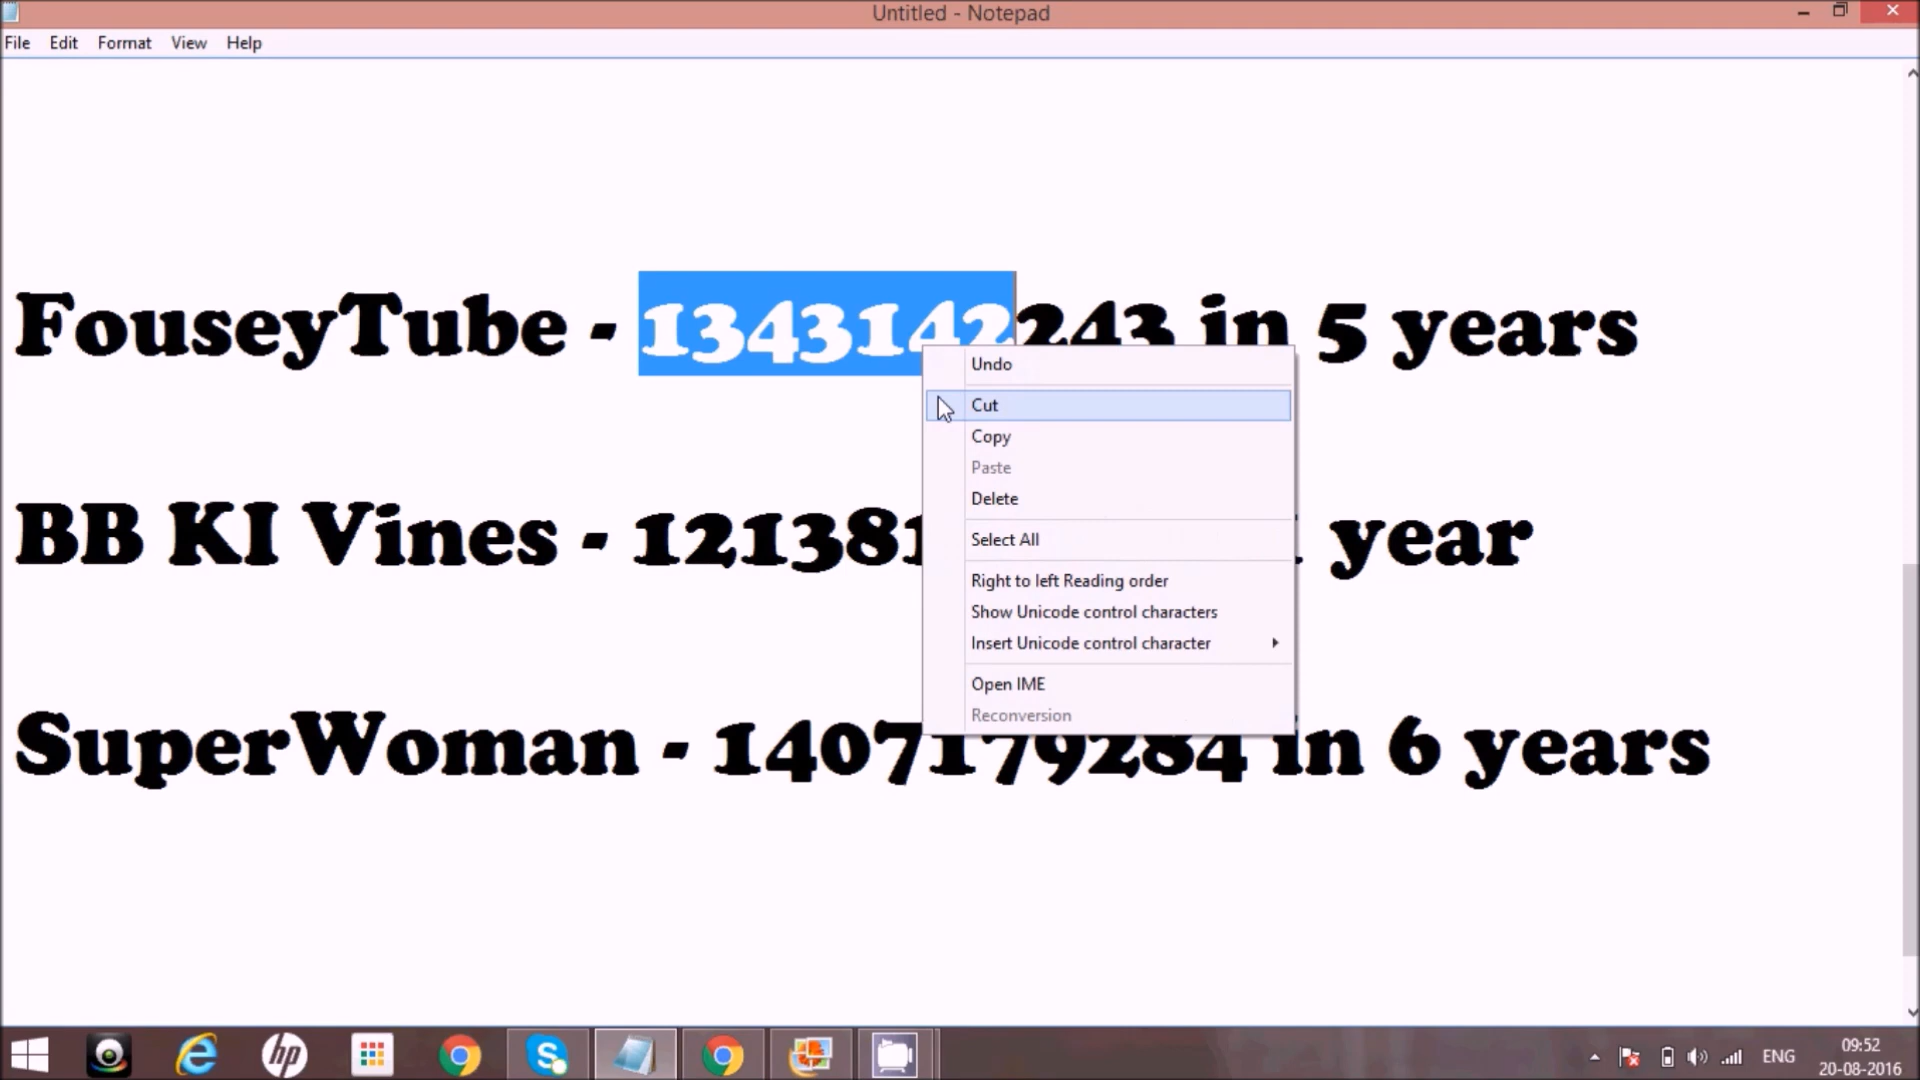 Untitled - Notepad
File Edit Format View Help
FouseyTube - 1343142243 in 5 years
Undo
Cut
Copy
Paste
Delete
Select All
Right to left Reading order
Show Unicode control characters
Insert Unicode control character
Open IME
Reconversion
BB KI Vines - year
SuperWoman - 1407179284 in 6 years
hp
ENG
09:52
20-08-2016